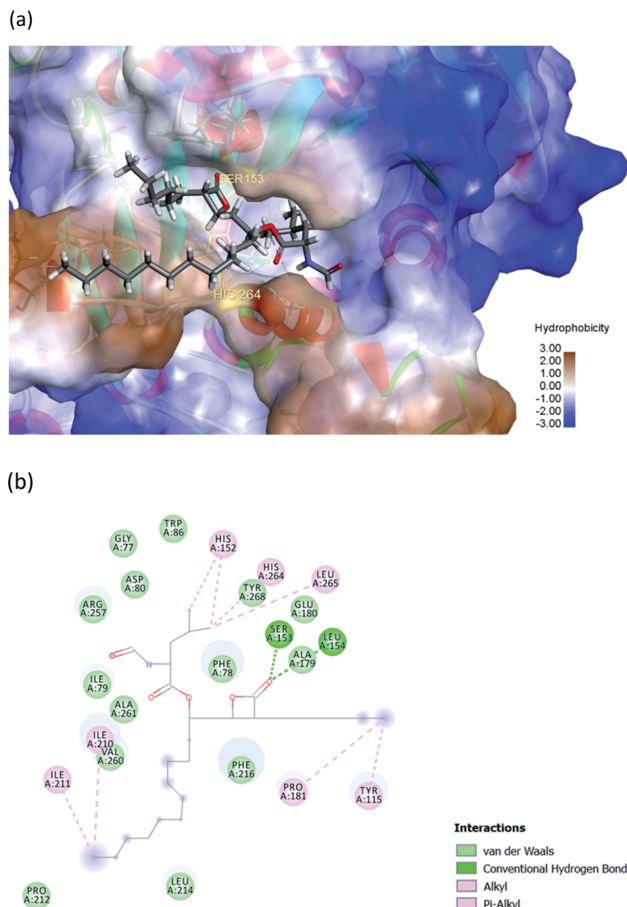 (a)
SER153
HIS 264
Hydrophobicity
3.00
2.00
1.00
0.00
-1.00
-2.00
-3.00
(b)
TRP
A:86
GLY
A:77
HIS
A:152
ASP
A:80
HIS
A:264
LEU
A:265
TYR
A:268
ARG
A:257
GLU
A:180
SER
A:153
LEU
A:154
N
PHE
A:78
ALA
A:179
ILE
A:79
O
O
O
O
ALA
A:261
ILE
A:210
VAL
A:260
PHE
A:216
ILE
A:211
PRO
A:181
TYR
A:115
Interactions
van der Waals
LEU
A:214
PRO
A:212
Conventional Hydrogen Bond
Alkyl
Pi-Alkyl